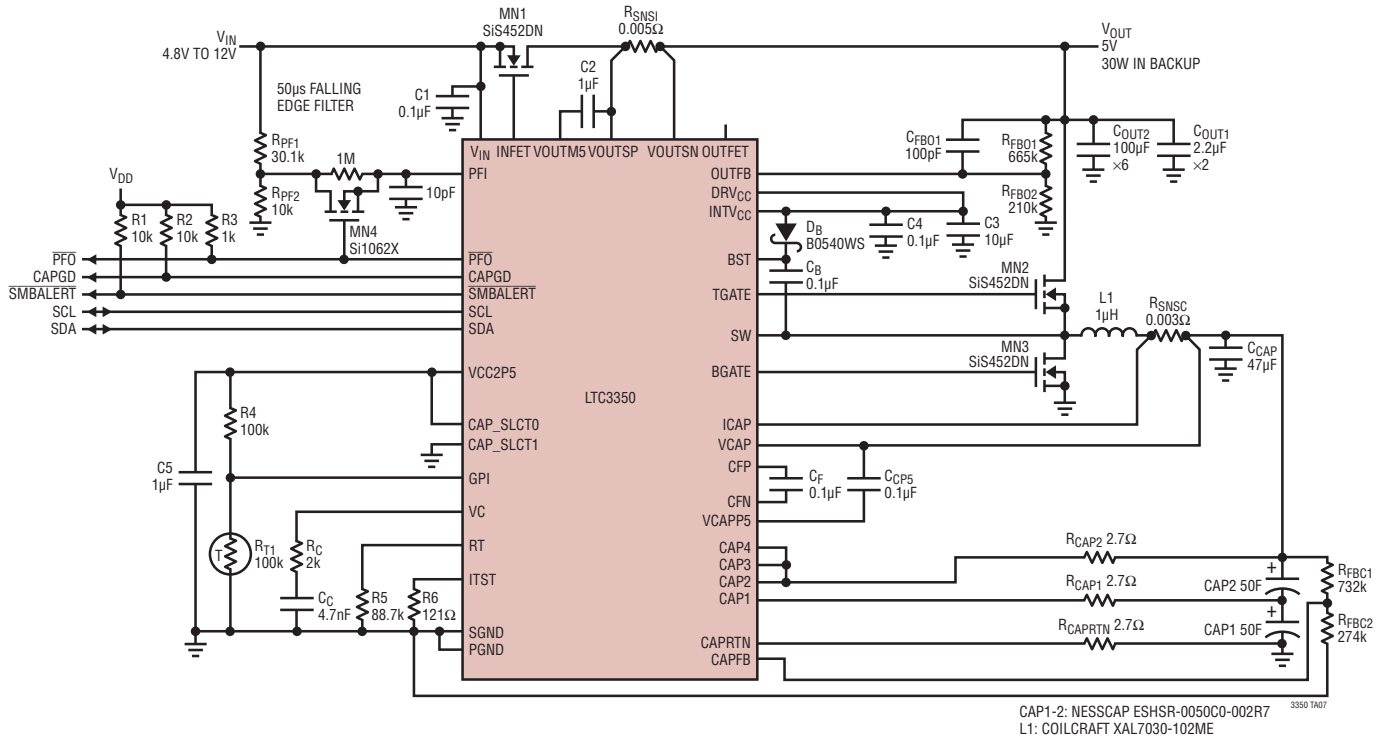 MN1
SiS452DN
RSNSI
0.005Ω
VIN
4.8V TO 12V
VOUT
5V
30W IN BACKUP
C2
1µF
50µs FALLING
EDGE FILTER
C1
0.1µF
RPF1
30.1k
1M
10pF
RPF2
10k
MN4
Si1062X
VDD
R1
10k
R2
10k
R3
1k
PFO
CAPGD
SMBALERT
SCL
SDA
VIN INFET VOUTM5 VOUTSP VOUTSN OUTFET
PFI
PFO
CAPGD
SMBALERT
SCL
SDA
VCC2P5
CAP_SLCT0
CAP_SLCT1
GPI
VC
RT
ITST
SGND
PGND
LTC3350
OUTFB
DRVCC
INTVCC
BST
TGATE
SW
BGATE
ICAP
VCAP
CFP
CFN
VCAPP5
CAP4
CAP3
CAP2
CAP1
CAPRTN
CAPFB
CFBO1
100pF
RFBO1
665k
COUT2
100µF
×6
COUT1
2.2µF
×2
RFBO2
210k
DB
B0540WS
C4
0.1µF
C3
10µF
CB
0.1µF
MN2
SiS452DN
L1
1µH
RSNSC
0.003Ω
MN3
SiS452DN
CCAP
47µF
CF
0.1µF
CCP5
0.1µF
R4
100k
C5
1µF
T
RT1
100k
RC
2k
CC
4.7nF
R5
88.7k
R6
121Ω
RCAP2 2.7Ω
RCAP1 2.7Ω
RCAPRTN 2.7Ω
+
CAP2 50F
+
CAP1 50F
RFBC1
732k
RFBC2
274k
3350 TA07
CAP1-2: NESSCAP ESHSR-0050C0-002R7
L1: COILCRAFT XAL7030-102ME